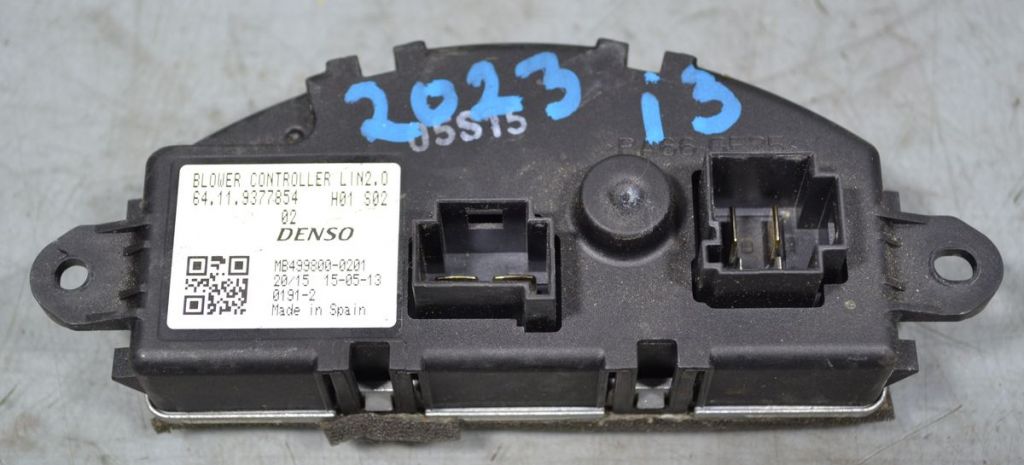 2023 i3
J5S15
BLOWER CONTROLLER LIN2.0
64.11.9377854 H01 S02
02
DENSO
MB499800-0201
20/15 15-05-13
0191-2
Made in Spain